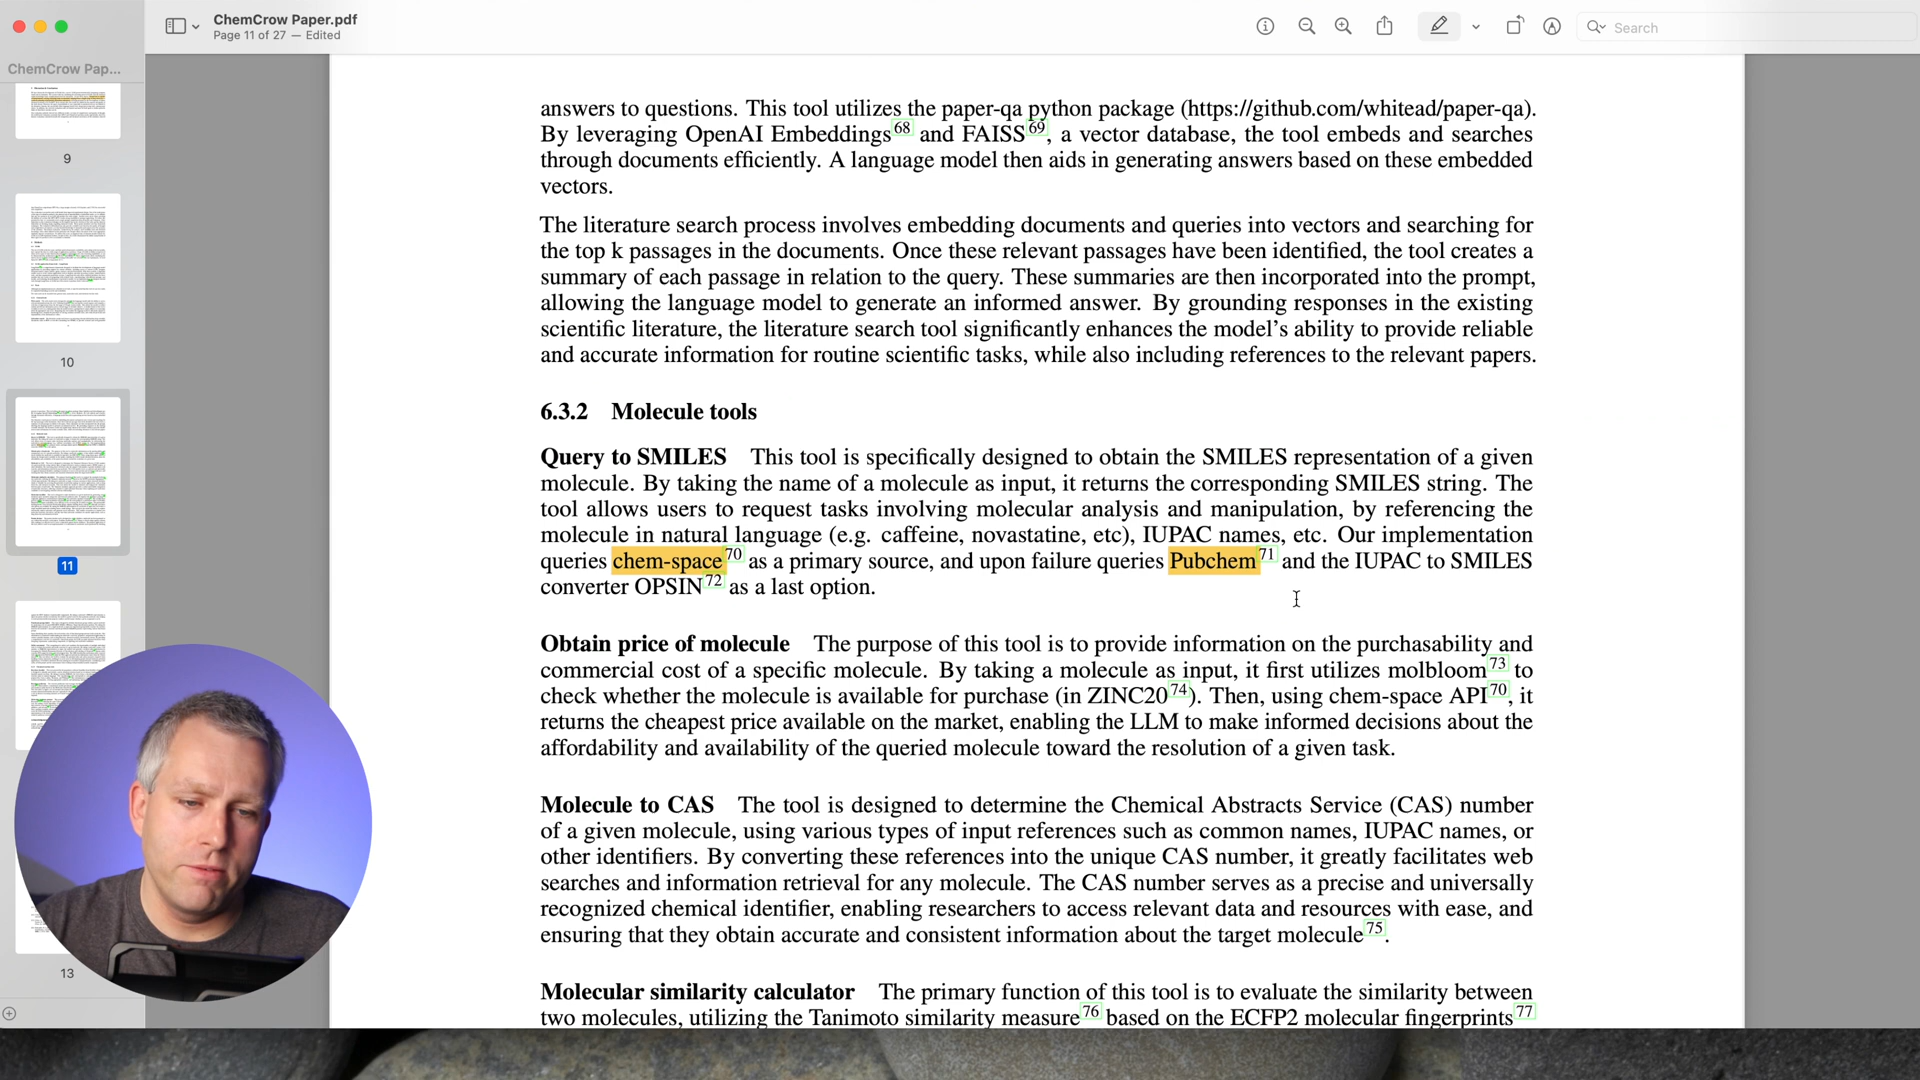 ChemCrow Paper.pdf
Page 11 of 27 — Edited
Search
ChemCrow Pap...
9
10
11
13
answers to questions. This tool utilizes the paper-qa python package (https://github.com/whitead/paper-qa).
By leveraging OpenAI Embeddings68 and FAISS69, a vector database, the tool embeds and searches
through documents efficiently. A language model then aids in generating answers based on these embedded
vectors.
The literature search process involves embedding documents and queries into vectors and searching for
the top k passages in the documents. Once these relevant passages have been identified, the tool creates a
summary of each passage in relation to the query. These summaries are then incorporated into the prompt,
allowing the language model to generate an informed answer. By grounding responses in the existing
scientific literature, the literature search tool significantly enhances the model's ability to provide reliable
and accurate information for routine scientific tasks, while also including references to the relevant papers.
6.3.2 Molecule tools
Query to SMILES This tool is specifically designed to obtain the SMILES representation of a given
molecule. By taking the name of a molecule as input, it returns the corresponding SMILES string. The
tool allows users to request tasks involving molecular analysis and manipulation, by referencing the
molecule in natural language (e.g. caffeine, novastatine, etc), IUPAC names, etc. Our implementation
queries chem-space70 as a primary source, and upon failure queries Pubchem71 and the IUPAC to SMILES
converter OPSIN72 as a last option.
Obtain price of molecule The purpose of this tool is to provide information on the purchasability and
commercial cost of a specific molecule. By taking a molecule as input, it first utilizes molbloom73 to
check whether the molecule is available for purchase (in ZINC2074). Then, using chem-space API70, it
returns the cheapest price available on the market, enabling the LLM to make informed decisions about the
affordability and availability of the queried molecule toward the resolution of a given task.
Molecule to CAS The tool is designed to determine the Chemical Abstracts Service (CAS) number
of a given molecule, using various types of input references such as common names, IUPAC names, or
other identifiers. By converting these references into the unique CAS number, it greatly facilitates web
searches and information retrieval for any molecule. The CAS number serves as a precise and universally
recognized chemical identifier, enabling researchers to access relevant data and resources with ease, and
ensuring that they obtain accurate and consistent information about the target molecule75.
Molecular similarity calculator The primary function of this tool is to evaluate the similarity between
two molecules, utilizing the Tanimoto similarity measure76 based on the ECFP2 molecular fingerprints77